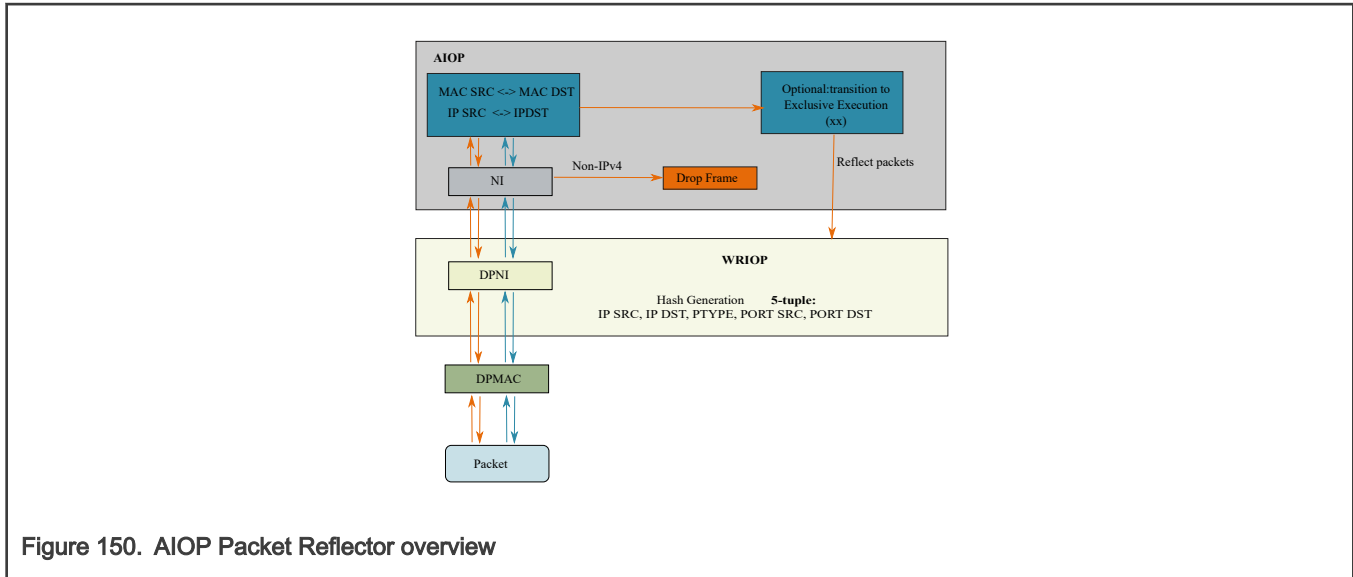 AIOP
MAC SRC <-> MAC DST
IP SRC <-> IPDST
Optional:transition to
Exclusive Execution
(xx)
Non-IPv4
Reflect packets
NI
Drop Frame
WRIOP
DPNI
Hash Generation 5-tuple:
IP SRC, IP DST, PTYPE, PORT SRC, PORT DST
DPMAC
Packet
Figure 150. AIOP Packet Reflector overview